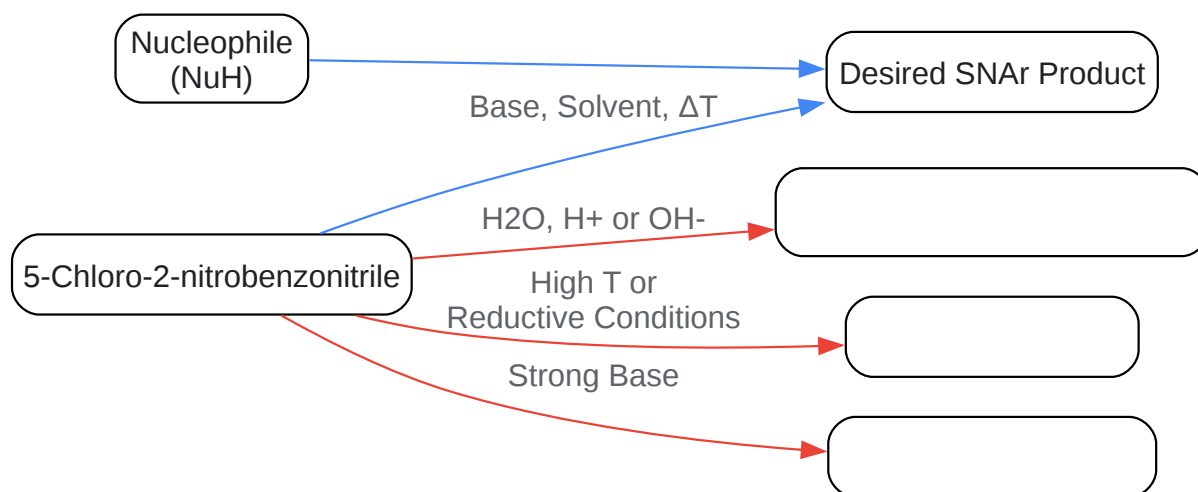 Nucleophile
(NuH)
Desired SNAr Product
Base, Solvent, ΔT
H2O, H+ or OH-
5-Chloro-2-nitrobenzonitrile
High T or
Reductive Conditions
Strong Base